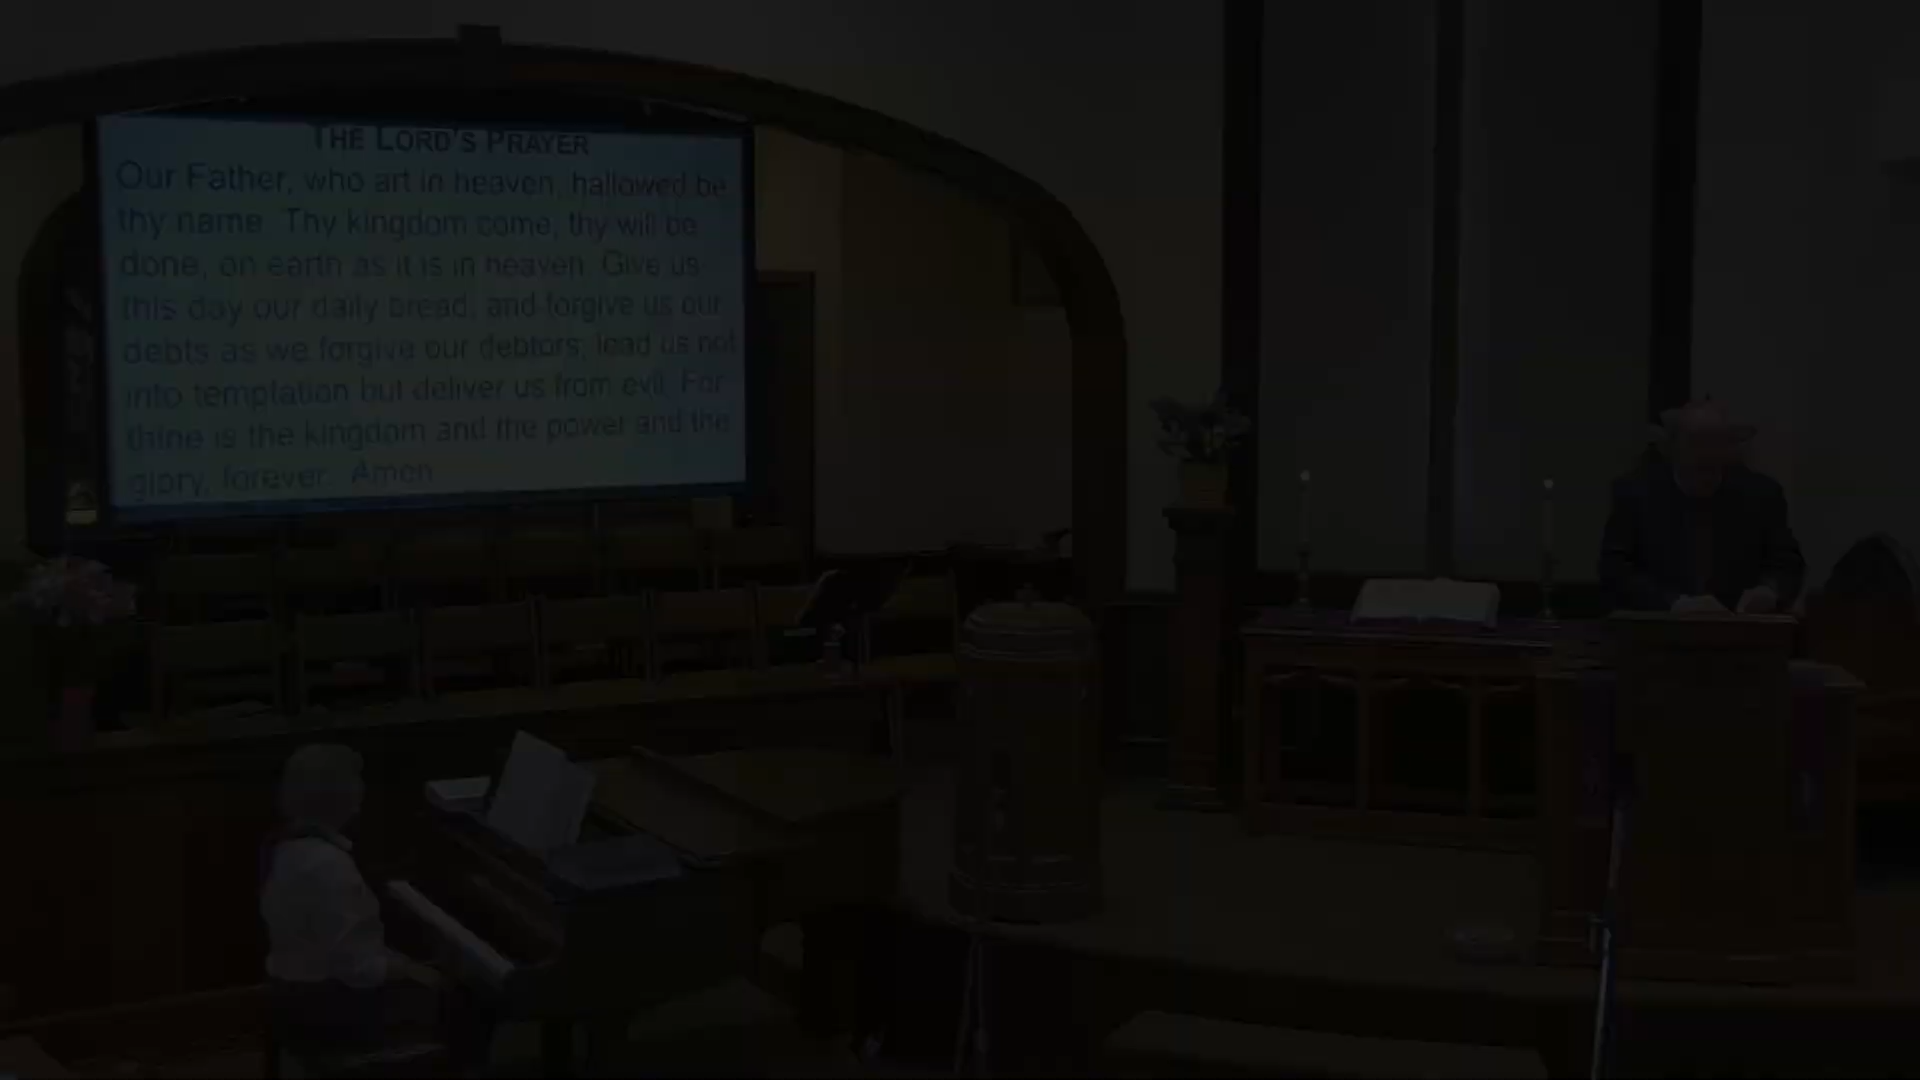 THE LORD'S PRAYER
Our Father, who art in heaven, hallowed be
thy name. Thy kingdom come, thy will be
done, on earth as it is in heaven. Give us
this day our daily bread; and forgive us our
debts as we forgive our debtors; lead us not
into temptation but deliver us from evil. For
thine is the kingdom and the power and the
glory, forever. Amen